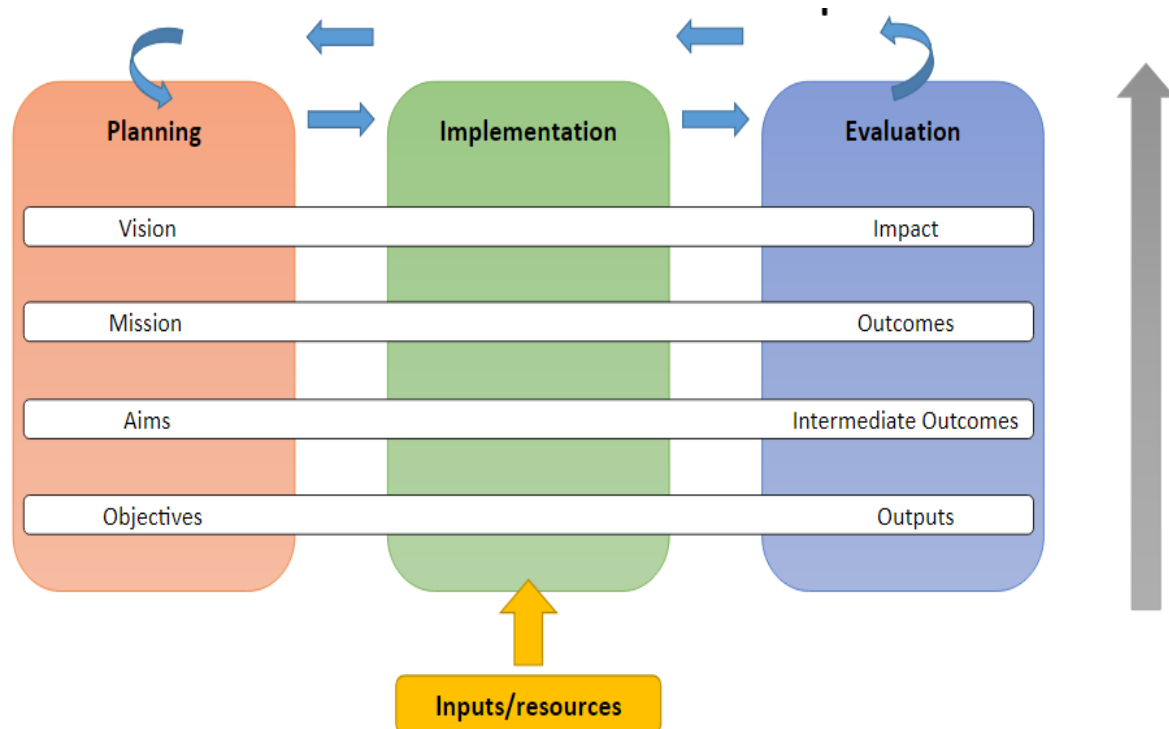 Planning Implementation Evaluation
Vision Impact
Mission Outcomes
Aims Intermediate Outcomes
Objectives Outputs
Inputs/resources